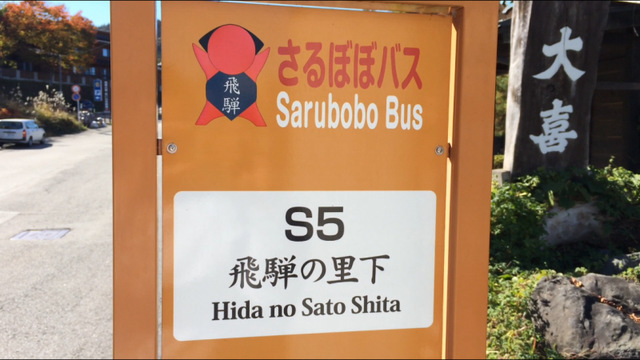 さるぼぼバス
飛騨
Sarubobo Bus
S5
飛騨の里下
Hida no Sato Shita
大喜